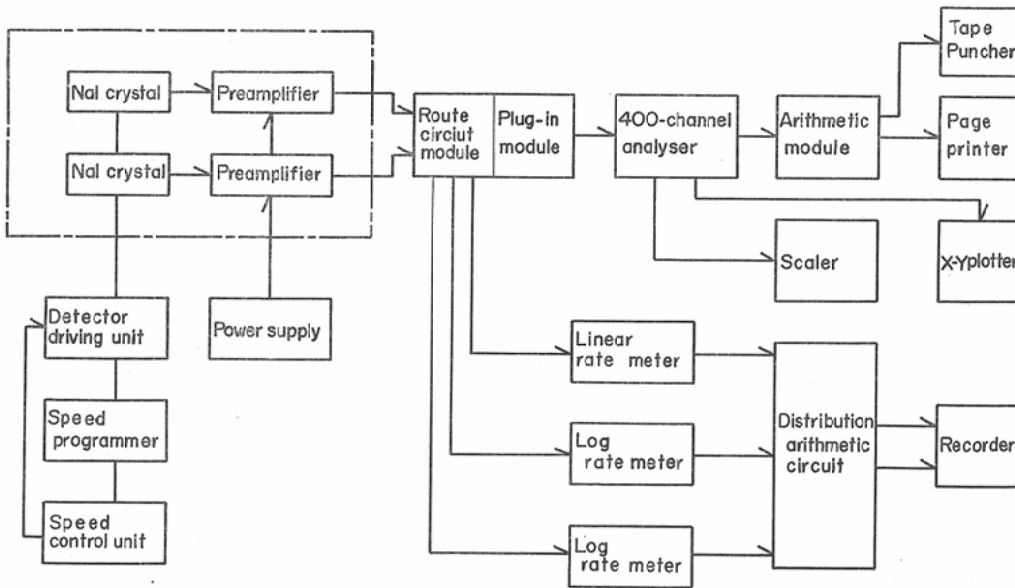 Tape
Puncher
NaI crystal
Preamplifier
Route
circiut
module
Plug-in
module
400-channel
analyser
Arithmetic
module
Page
printer
NaI crystal
Preamplifier
Scaler
X-Yplotter
Detector
driving unit
Power supply
Linear
rate meter
Speed
programmer
Log
rate meter
Distribution
arithmetic
circuit
Recorder
Speed
control unit
Log
rate meter